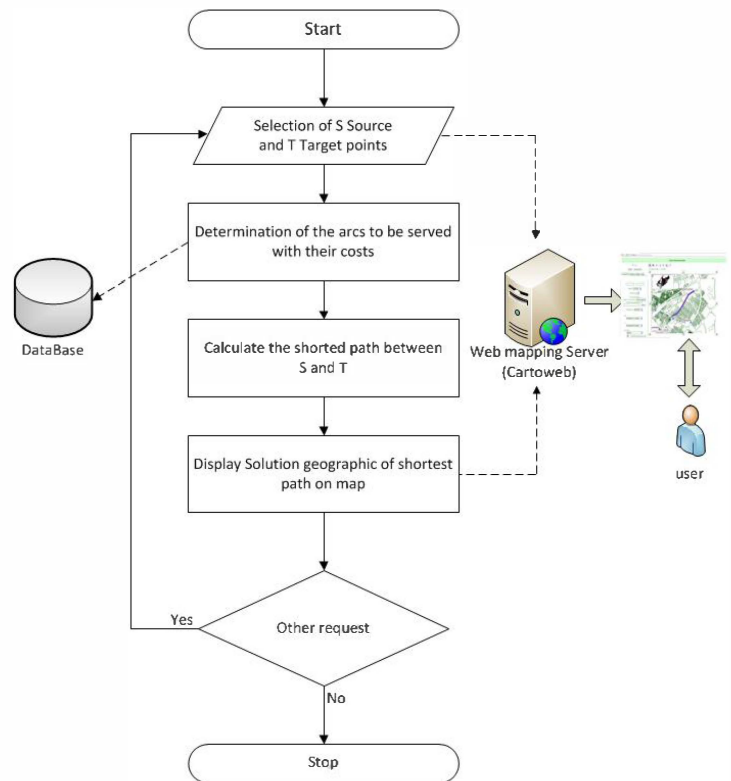 Start
Selection of S Source
and T Target points
Determination of the arcs to be served
with their costs
DataBase
Calculate the shorted path between
S and T
Web mapping Server
(Cartoweb)
Display Solution geographic of shortest
path on map
user
Yes
Other request
No
Stop